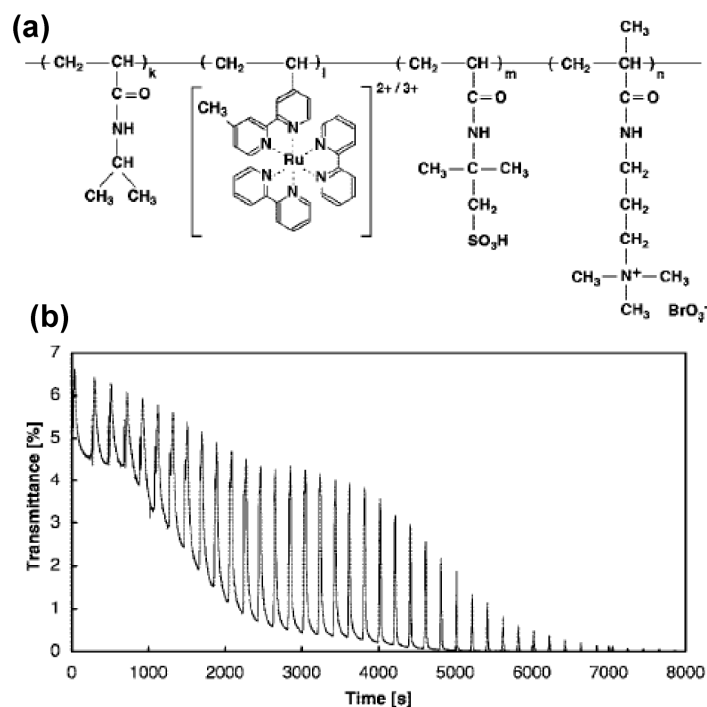 (a)
CH₃
(CH₂ CH)k (CH₂ CH)l (CH₂ CH)m (CH₂ C)n
2+/3+
C=O CH₃ C=O C=O
N
NH N N NH NH
Ru
CH N N CH₃ C CH₃ CH₂
N
CH₃ CH₃ CH₂ CH₂
CH₂
SO₃H
CH₃ N⁺ CH₃
CH₃ BrO₃⁻
(b)
7
6
5
4
3
2
1
0
Transmittance [%]
0 1000 2000 3000 4000 5000 6000 7000 8000
Time [s]